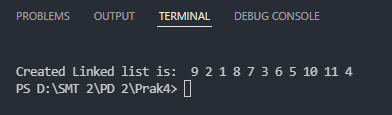 PROBLEMS OUTPUT TERMINAL DEBUG CONSOLE
Created Linked list is:  9 2 1 8 7 3 6 5 10 11 4
PS D:\SMT 2\PD 2\Prak4>